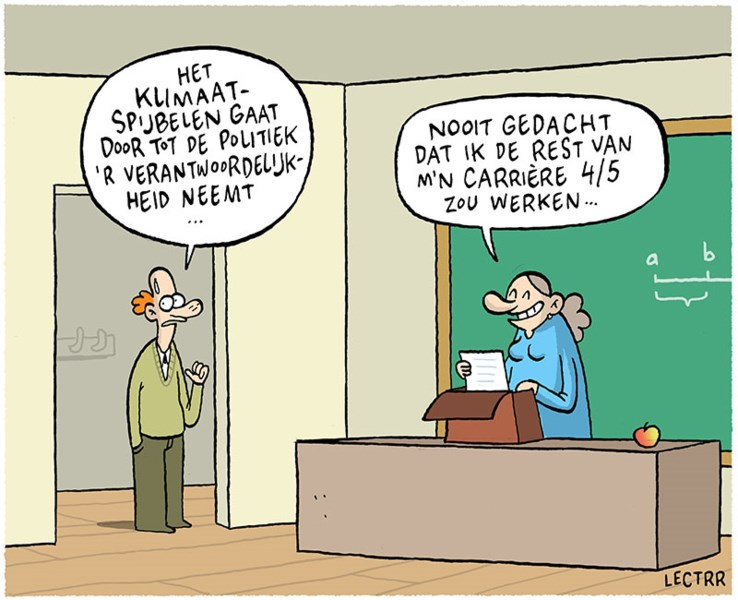 HET
KLIMAAT-
SPIJBELEN GAAT
DOOR TOT DE POLITIEK
'R VERANTWOORDELIJK-
HEID NEEMT
...
NOOIT GEDACHT
DAT IK DE REST VAN
M'N CARRIÈRE 4/5
ZOU WERKEN...
a b
LECTRR